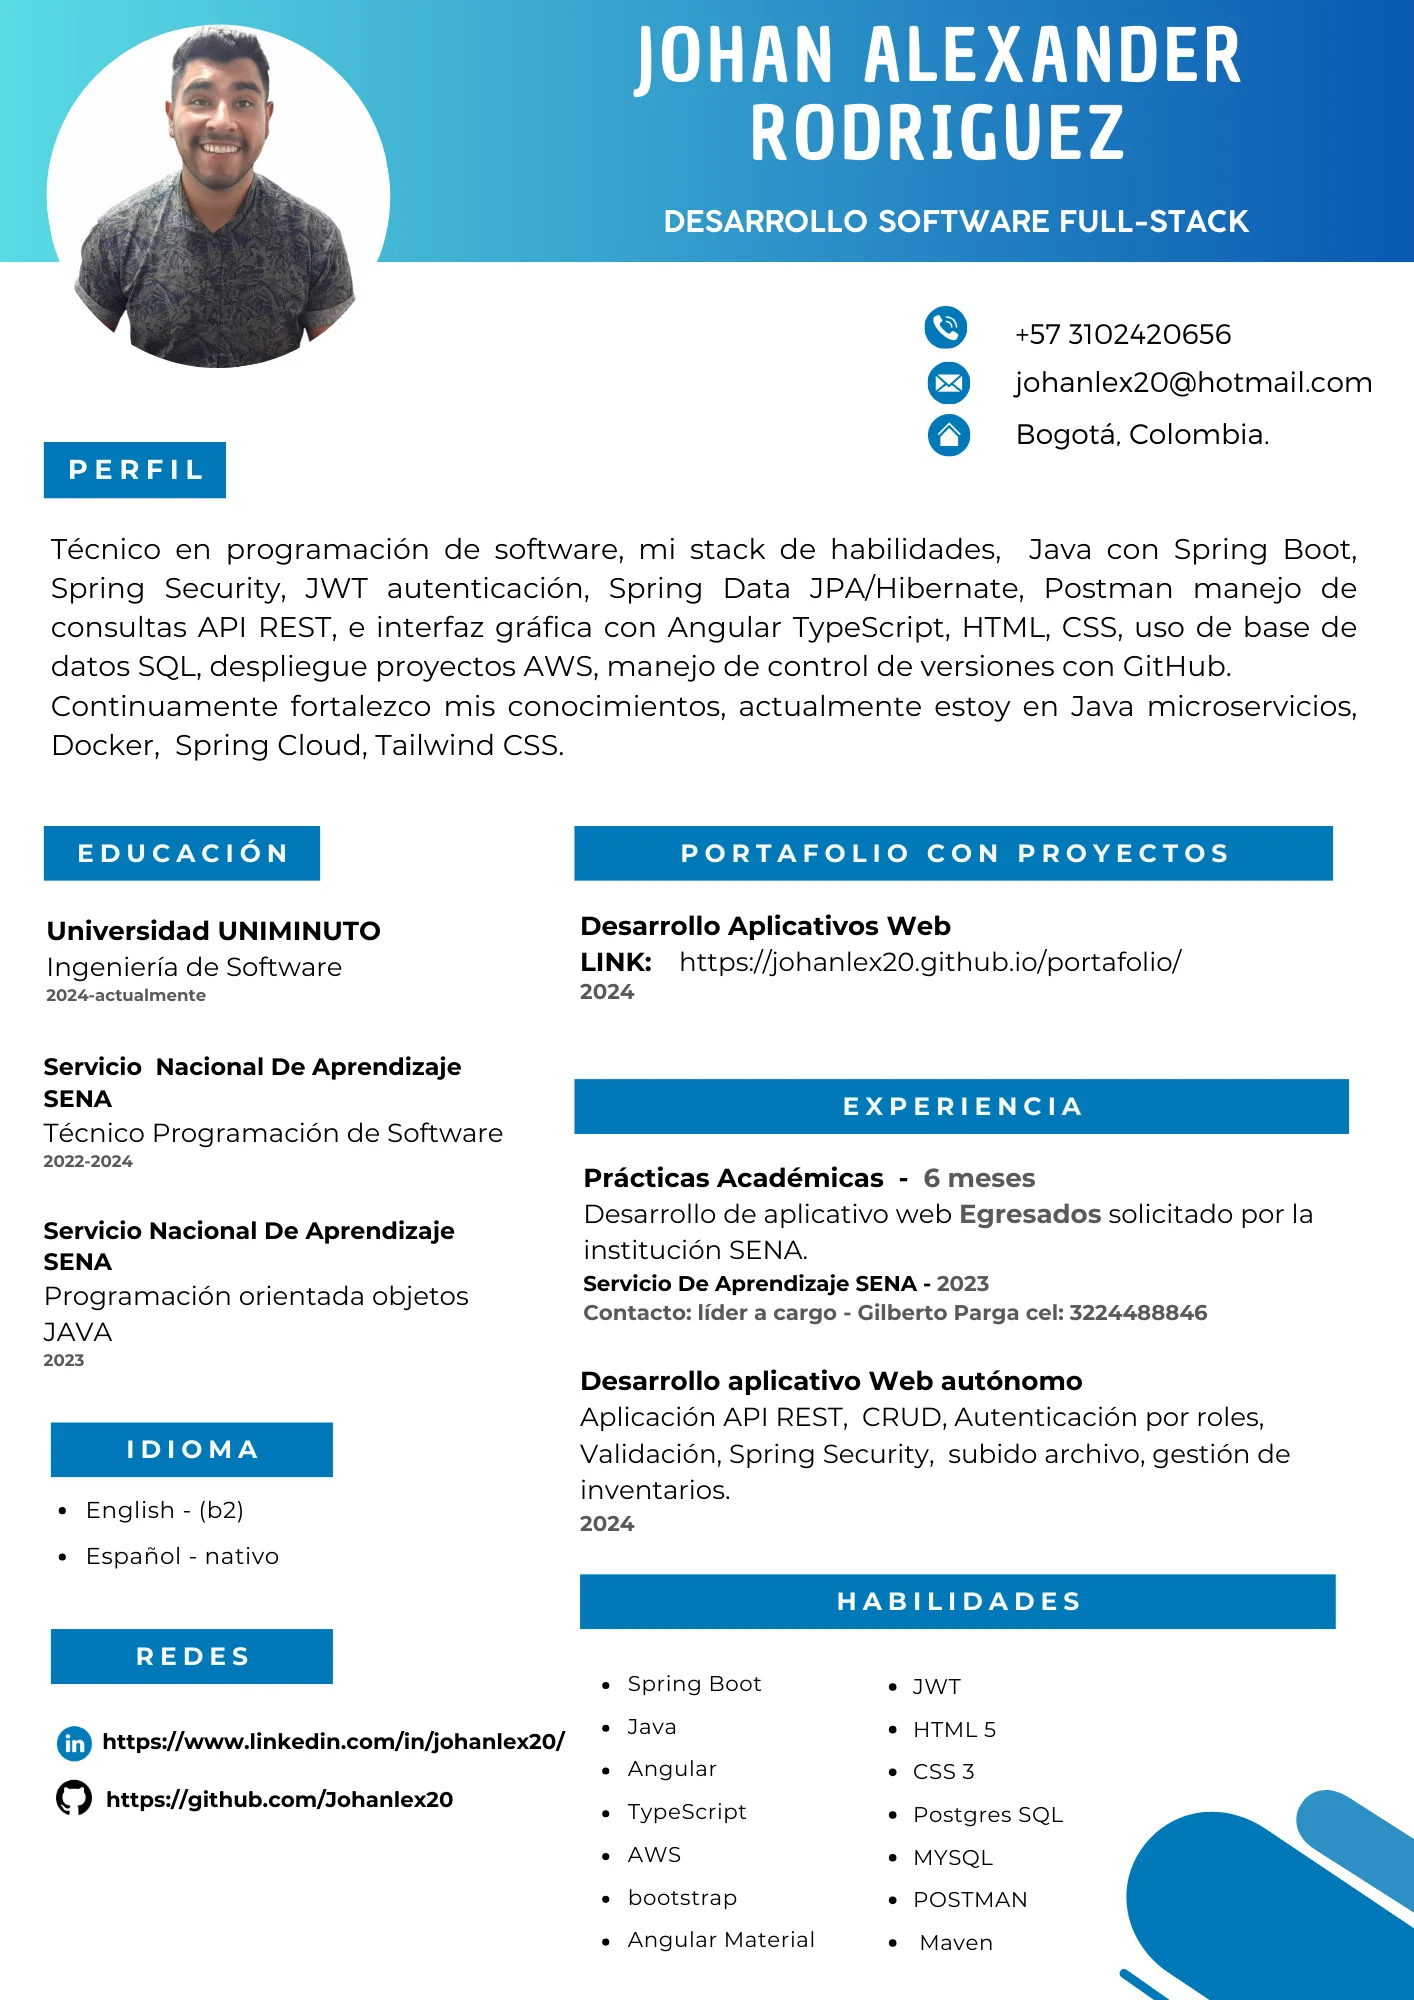 JOHAN ALEXANDER
RODRIGUEZ
DESARROLLO SOFTWARE FULL-STACK
+57 3102420656
johanlex20@hotmail.com
Bogotá, Colombia.
PERFIL
Técnico en programación de software, mi stack de habilidades, Java con Spring Boot,
Spring Security, JWT autenticación, Spring Data JPA/Hibernate, Postman manejo de
consultas API REST, e interfaz gráfica con Angular TypeScript, HTML, CSS, uso de base de
datos SQL, despliegue proyectos AWS, manejo de control de versiones con GitHub.
Continuamente fortalezco mis conocimientos, actualmente estoy en Java microservicios,
Docker, Spring Cloud, Tailwind CSS.
EDUCACIÓN
Universidad UNIMINUTO
Ingeniería de Software
2024-actualmente
Servicio Nacional De Aprendizaje
SENA
Técnico Programación de Software
2022-2024
Servicio Nacional De Aprendizaje
SENA
Programación orientada objetos
JAVA
2023
IDIOMA
• English - (b2)
• Español - nativo
REDES
in https://www.linkedin.com/in/johanlex20/
https://github.com/Johanlex20
PORTAFOLIO CON PROYECTOS
Desarrollo Aplicativos Web
LINK: https://johanlex20.github.io/portafolio/
2024
EXPERIENCIA
Prácticas Académicas - 6 meses
Desarrollo de aplicativo web Egresados solicitado por la
institución SENA.
Servicio De Aprendizaje SENA - 2023
Contacto: líder a cargo - Gilberto Parga cel: 3224488846
Desarrollo aplicativo Web autónomo
Aplicación API REST, CRUD, Autenticación por roles,
Validación, Spring Security, subido archivo, gestión de
inventarios.
2024
HABILIDADES
• Spring Boot
• Java
• Angular
• TypeScript
• AWS
• bootstrap
• Angular Material
• JWT
• HTML 5
• CSS 3
• Postgres SQL
• MYSQL
• POSTMAN
• Maven